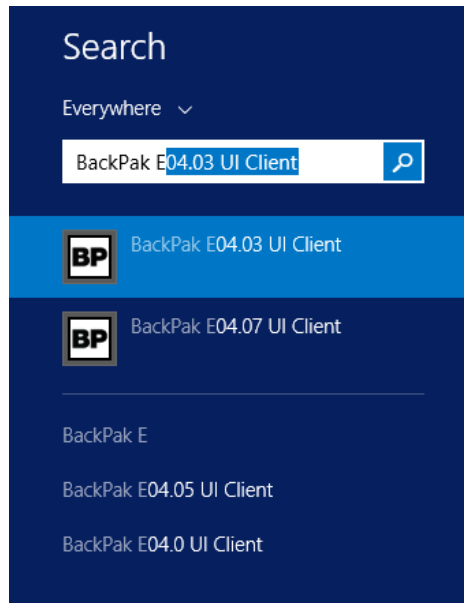 Search
Everywhere
BackPak E04.03 UI Client
BP BackPak E04.03 UI Client
BP BackPak E04.07 UI Client
BackPak E
BackPak E04.05 UI Client
BackPak E04.0 UI Client